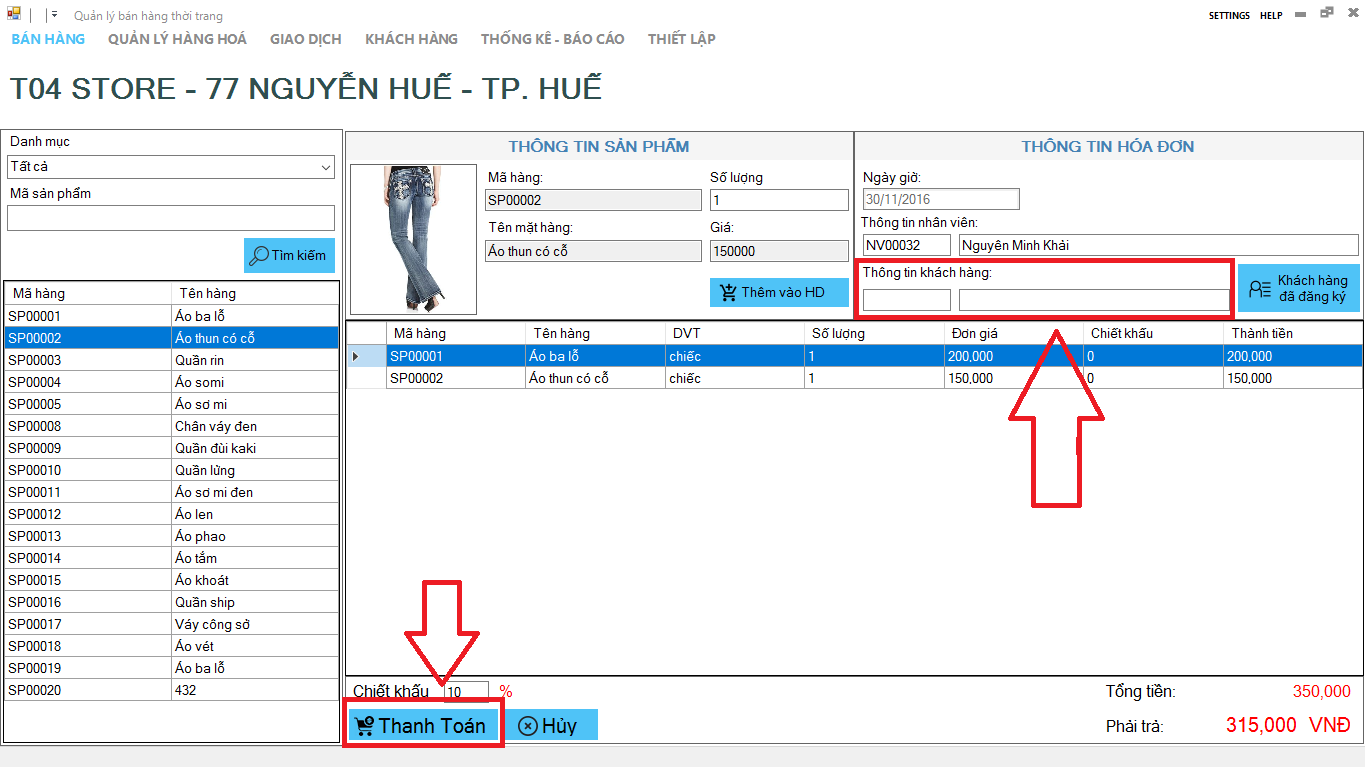 Quản lý bán hàng thời trang
SETTINGS HELP
BÁN HÀNG QUẢN LÝ HÀNG HOÁ GIAO DỊCH KHÁCH HÀNG THỐNG KÊ - BÁO CÁO THIẾT LẬP
T04 STORE - 77 NGUYỄN HUẾ - TP. HUẾ
Danh mục
Tất cả
Mã sản phẩm
Tìm kiếm
Mã hàng Tên hàng
SP00001 Áo ba lỗ
SP00002 Áo thun có cỗ
SP00003 Quần rin
SP00004 Áo somi
SP00005 Áo sơ mi
SP00008 Chân váy đen
SP00009 Quần đùi kaki
SP00010 Quần lửng
SP00011 Áo sơ mi đen
SP00012 Áo len
SP00013 Áo phao
SP00014 Áo tắm
SP00015 Áo khoát
SP00016 Quần ship
SP00017 Váy công sở
SP00018 Áo vét
SP00019 Áo ba lỗ
SP00020 432
THÔNG TIN SẢN PHẨM
Mã hàng: Số lượng
SP00002 1
Tên mặt hàng: Giá:
Áo thun có cỗ 150000
Thêm vào HD
THÔNG TIN HÓA ĐƠN
Ngày giờ:
30/11/2016
Thông tin nhân viên:
NV00032 Nguyên Minh Khải
Thông tin khách hàng:
Khách hàng
đã đăng ký
Mã hàng Tên hàng DVT Số lượng Đơn giá Chiết khấu Thành tiền
SP00001 Áo ba lỗ chiếc 1 200,000 0 200,000
SP00002 Áo thun có cỗ chiếc 1 150,000 0 150,000
Chiết khấu 10 %
Tổng tiền: 350,000
Thanh Toán Hủy
Phải trả: 315,000 VNĐ